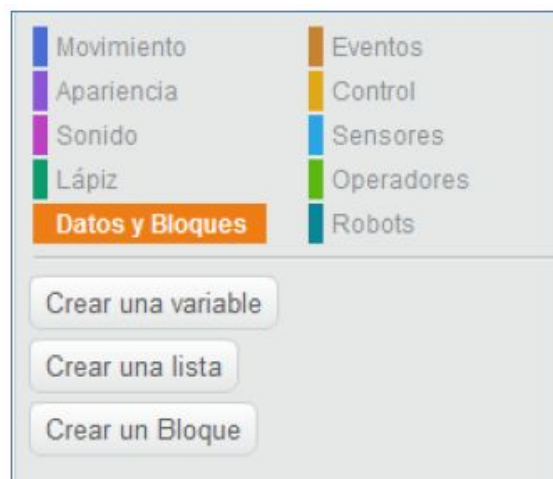 Movimiento
Eventos
Apariencia
Control
Sonido
Sensores
Lápiz
Operadores
Datos y Bloques
Robots
Crear una variable
Crear una lista
Crear un Bloque